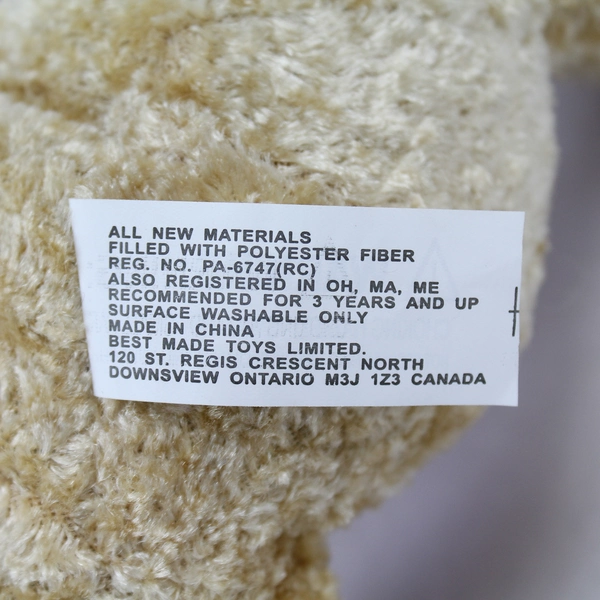 ALL NEW MATERIALS
FILLED WITH POLYESTER FIBER
REG. NO. PA-6747(RC)
ALSO REGISTERED IN OH, MA, ME
RECOMMENDED FOR 3 YEARS AND UP
SURFACE WASHABLE ONLY
MADE IN CHINA
BEST MADE TOYS LIMITED.
120 ST. REGIS CRESCENT NORTH
DOWNSVIEW ONTARIO M3J 1Z3 CANADA